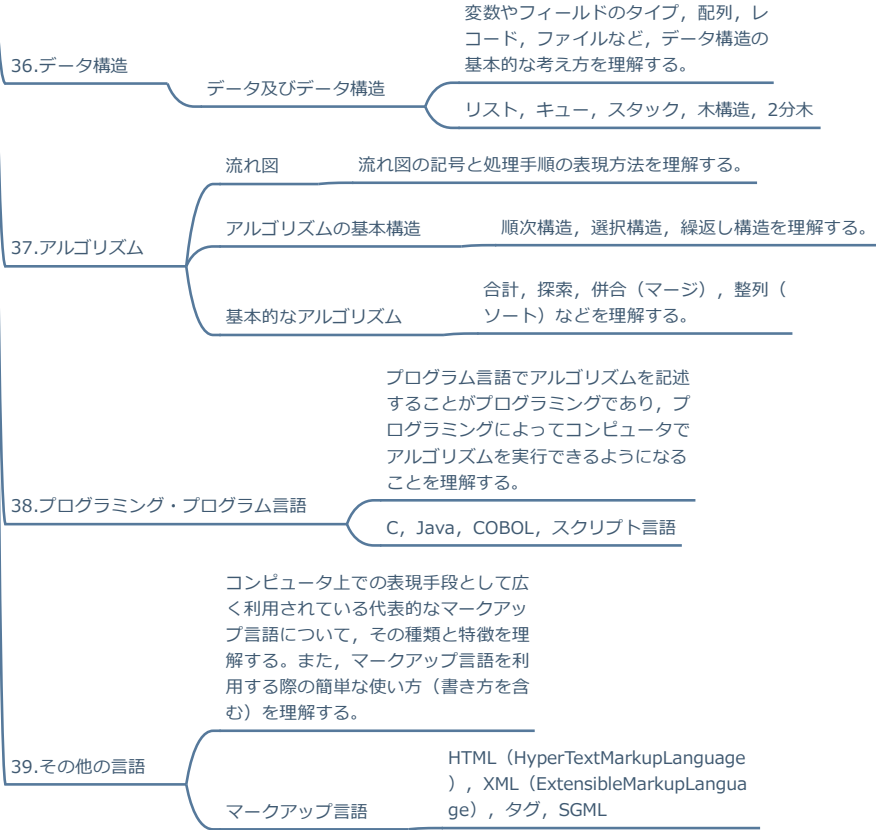 変数やフィールドのタイプ，配列，レ
コード，ファイルなど，データ構造の
基本的な考え方を理解する。
36.データ構造
データ及びデータ構造
リスト，キュー，スタック，木構造，2分木
流れ図
流れ図の記号と処理手順の表現方法を理解する。
アルゴリズムの基本構造
順次構造，選択構造，繰返し構造を理解する。
37.アルゴリズム
合計，探索，併合（マージ），整列（
ソート）などを理解する。
基本的なアルゴリズム
プログラム言語でアルゴリズムを記述
することがプログラミングであり，プ
ログラミングによってコンピュータで
アルゴリズムを実行できるようになる
ことを理解する。
38.プログラミング・プログラム言語
C，Java，COBOL，スクリプト言語
コンピュータ上での表現手段として広
く利用されている代表的なマークアッ
プ言語について，その種類と特徴を理
解する。また，マークアップ言語を利
用する際の簡単な使い方（書き方を含
む）を理解する。
39.その他の言語
マークアップ言語
HTML（HyperTextMarkupLanguage
），XML（ExtensibleMarkupLangua
ge），タグ，SGML